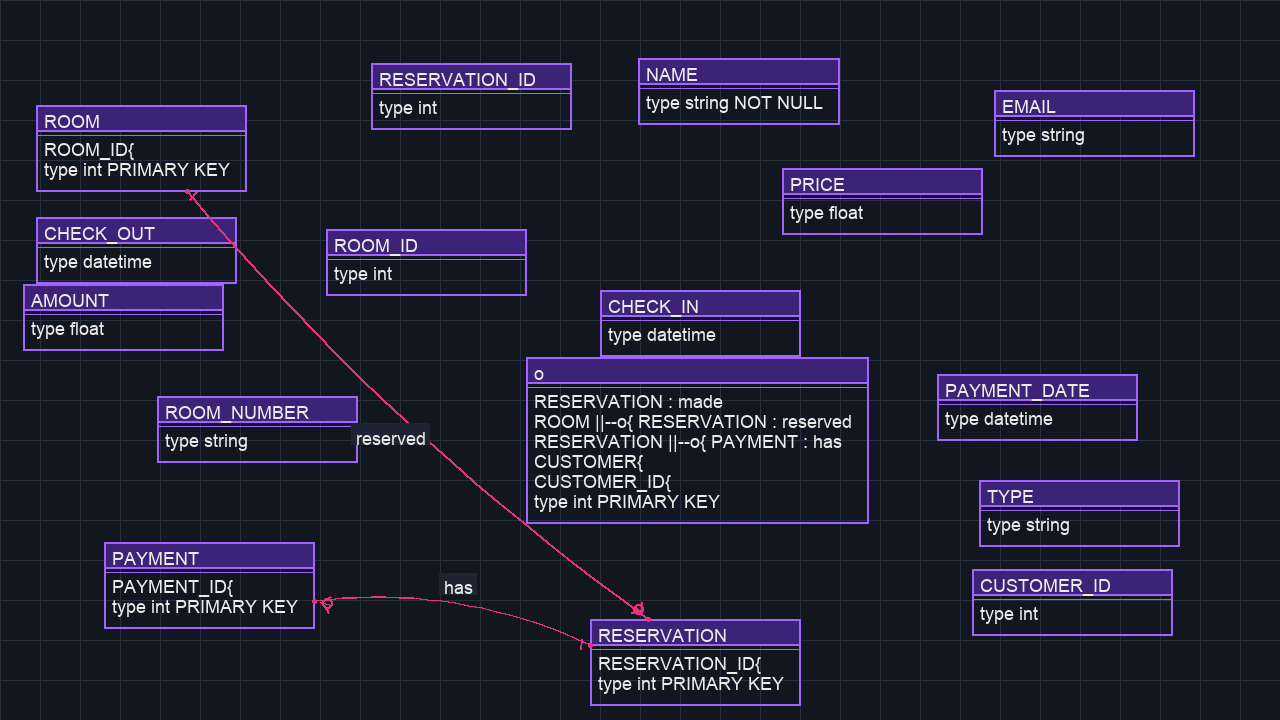 RESERVATION_ID
type int
NAME
type string NOT NULL
EMAIL
type string
ROOM
ROOM_ID{
type int PRIMARY KEY
PRICE
type float
CHECK_OUT
type datetime
ROOM_ID
type int
AMOUNT
type float
CHECK_IN
type datetime
o
RESERVATION : made
ROOM ||--o{ RESERVATION : reserved
RESERVATION ||--o{ PAYMENT : has
CUSTOMER{
CUSTOMER_ID{
type int PRIMARY KEY
PAYMENT_DATE
type datetime
ROOM_NUMBER
type string
reserved
TYPE
type string
PAYMENT
PAYMENT_ID{
type int PRIMARY KEY
has
CUSTOMER_ID
type int
RESERVATION
RESERVATION_ID{
type int PRIMARY KEY